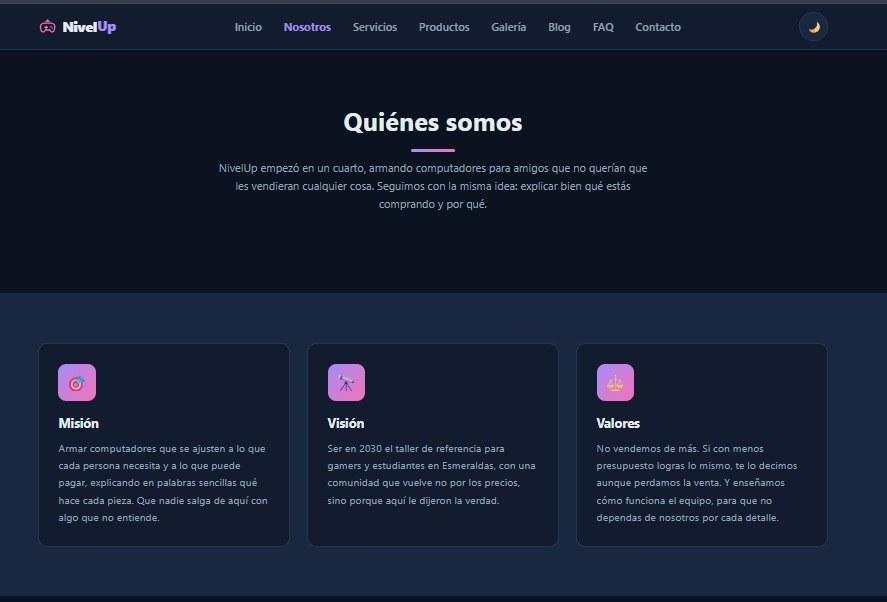 NivelUp
Inicio Nosotros Servicios Productos Galería Blog FAQ Contacto
Quiénes somos
NivelUp empezó en un cuarto, armando computadores para amigos que no querían que
les vendieran cualquier cosa. Seguimos con la misma idea: explicar bien qué estás
comprando y por qué.
Misión
Armar computadores que se ajusten a lo que
cada persona necesita y a lo que puede
pagar, explicando en palabras sencillas qué
hace cada pieza. Que nadie salga de aquí con
algo que no entiende.
Visión
Ser en 2030 el taller de referencia para
gamers y estudiantes en Esmeraldas, con una
comunidad que vuelve no por los precios,
sino porque aquí le dijeron la verdad.
Valores
No vendemos de más. Si con menos
presupuesto logras lo mismo, te lo decimos
aunque perdamos la venta. Y enseñamos
cómo funciona el equipo, para que no
dependas de nosotros por cada detalle.